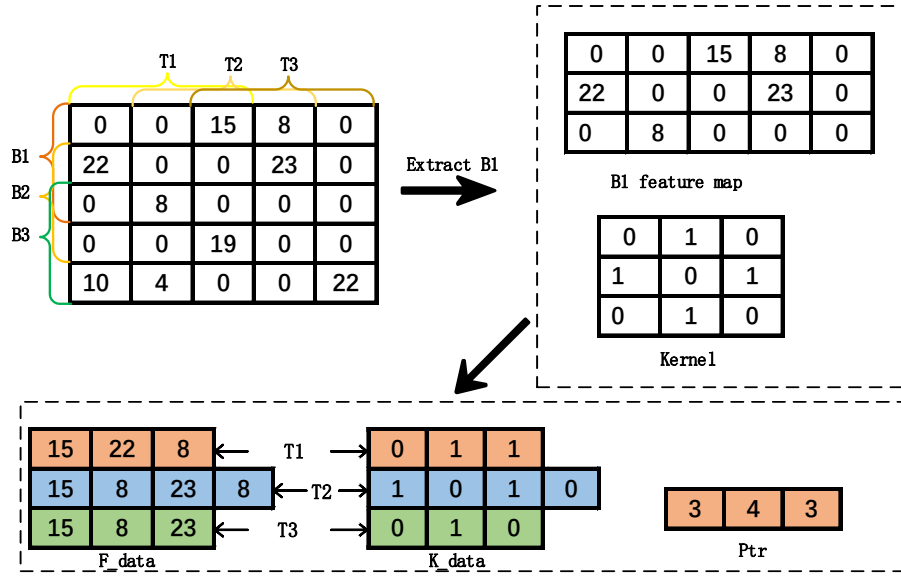 T1 T2 T3
0 0 15 8 0
B1 22 0 0 23 0
B2 0 8 0 0 0
B3 0 0 19 0 0
10 4 0 0 22
Extract B1
0 0 15 8 0
22 0 0 23 0
0 8 0 0 0
B1 feature map
0 1 0
1 0 1
0 1 0
Kernel
15 22 8 T1 0 1 1
15 8 23 8 T2 1 0 1 0
15 8 23 T3 0 1 0
F_data K_data
3 4 3
Ptr